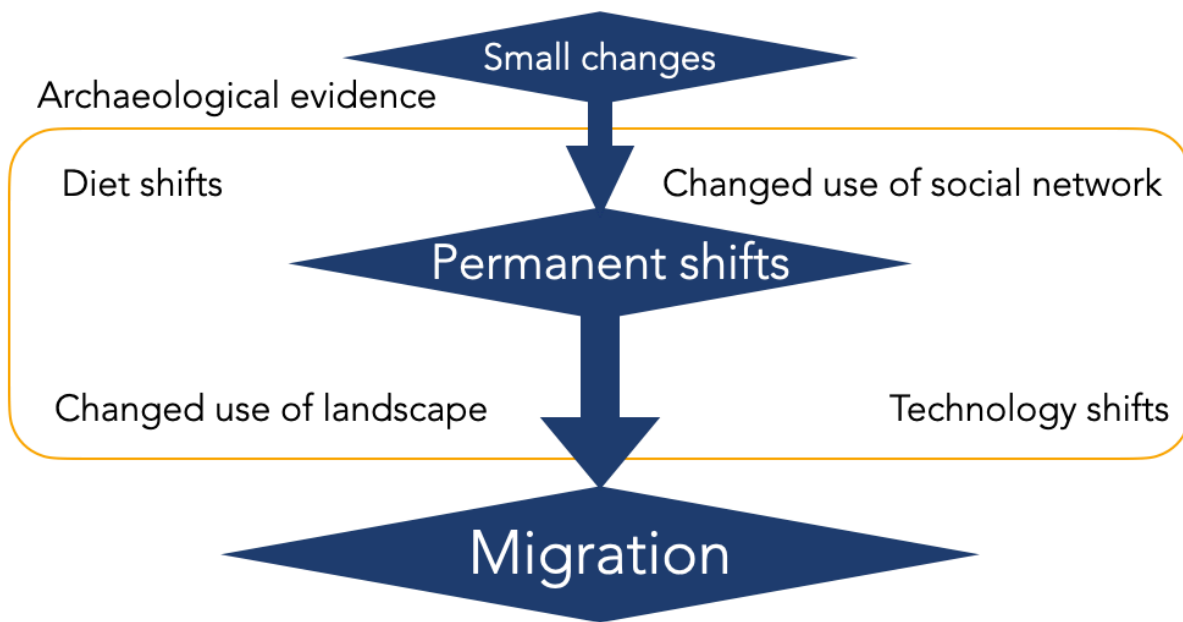 Small changes
Archaeological evidence
Diet shifts
Changed use of social network
Permanent shifts
Changed use of landscape
Technology shifts
Migration